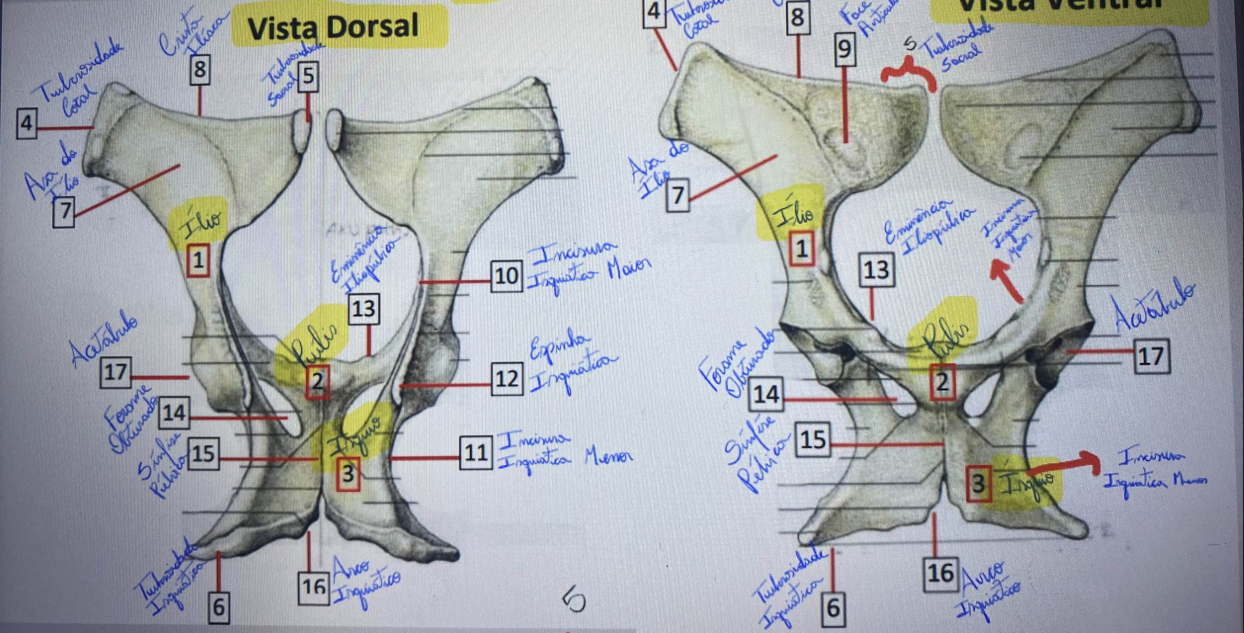 Vista Dorsal
Crista
Ilíaca
8
Tuberosidade
Sacral
5
Tuberosidade
Coxal
4
Asa do
Ílio
7
Ílio
1
Eminência
Iliopúbica
13
10
Incisura
Isquiática Maior
Púbis
2
Acetábulo
17
Forame
Obturado
14
12
Espinha
Isquiática
Sínfise
15
Ísquio
3
11
Incisura
Isquiática Menor
Tuberosidade
Isquiática
6
16
Arco
Isquiático
5
Vista Ventral
4
Tuberosidade
Coxal
8
9
Face
5
Tuberosidade
Sacral
Asa do
Ílio
7
Ílio
1
Eminência
Iliopúbica
13
Incisura
Isquiática
Maior
Púbis
2
Acetábulo
17
Forame
Obturado
14
Sínfise
Pélvica
15
3 Ísquio
Incisura
Isquiática Menor
Tuberosidade
Isquiática
6
16
Arco
Isquiático